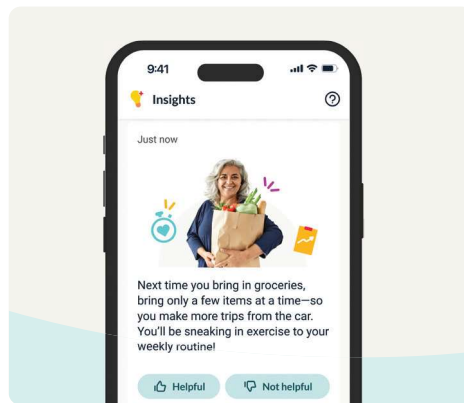 9:41
Insights
Just now
Next time you bring in groceries,
bring only a few items at a time—so
you make more trips from the car.
You'll be sneaking in exercise to your
weekly routine!
Helpful
Not helpful